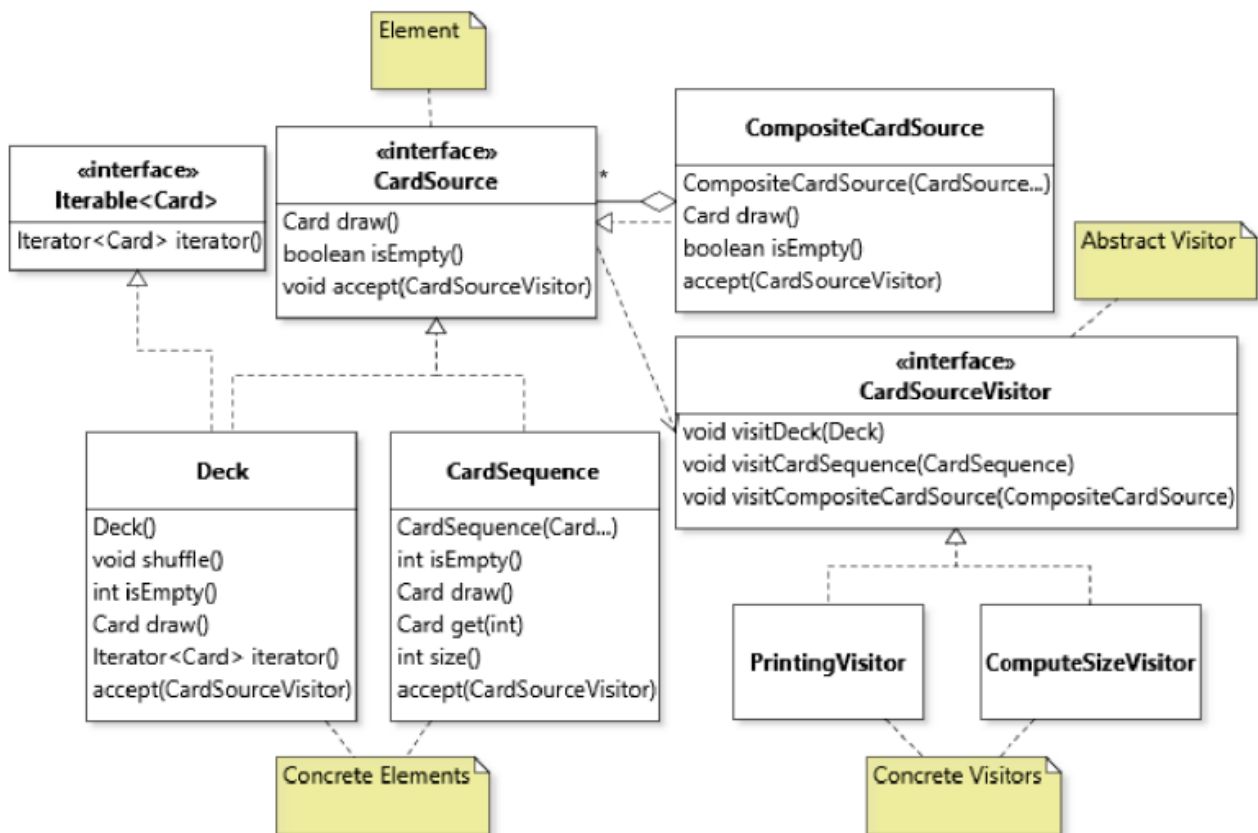 Element
«interface»
Iterable<Card>
Iterator<Card> iterator()
«interface»
CardSource
Card draw()
boolean isEmpty()
void accept(CardSourceVisitor)
*
CompositeCardSource
CompositeCardSource(CardSource...)
Card draw()
boolean isEmpty()
accept(CardSourceVisitor)
Abstract Visitor
«interface»
CardSourceVisitor
void visitDeck(Deck)
void visitCardSequence(CardSequence)
void visitCompositeCardSource(CompositeCardSource)
Deck
Deck()
void shuffle()
int isEmpty()
Card draw()
Iterator<Card> iterator()
accept(CardSourceVisitor)
CardSequence
CardSequence(Card...)
int isEmpty()
Card draw()
Card get(int)
int size()
accept(CardSourceVisitor)
PrintingVisitor
ComputeSizeVisitor
Concrete Elements
Concrete Visitors